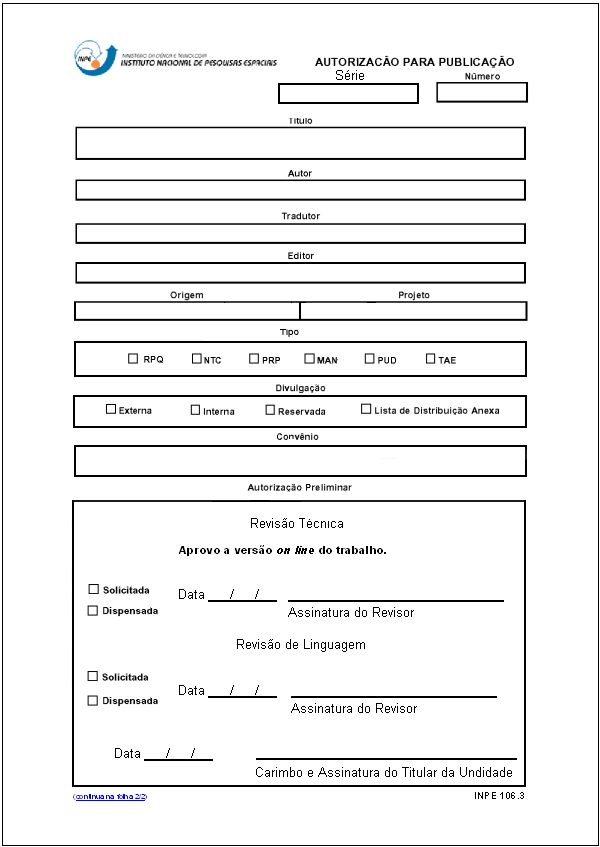 INPE
MINISTÉRIO DA CIÊNCIA E TECNOLOGIA
INSTITUTO NACIONAL DE PESQUISAS ESPACIAIS
AUTORIZACÃO PARA PUBLICAÇÃO
Série
Número
Título
Autor
Tradutor
Editor
Origem Projeto
Tipo
RPQ NTC PRP MAN PUD TAE
Divulgação
Externa Interna Reservada Lista de Distribuição Anexa
Convênio
Autorização Preliminar
Revisão Técnica
Aprovo a versão on line do trabalho.
Solicitada
Data ___/___/___
Dispensada
Assinatura do Revisor
Revisão de Linguagem
Solicitada
Data ___/___/___
Dispensada
Assinatura do Revisor
Data ___/___/___
Carimbo e Assinatura do Titular da Undidade
(continua na folha 2/2)
INPE 106.3